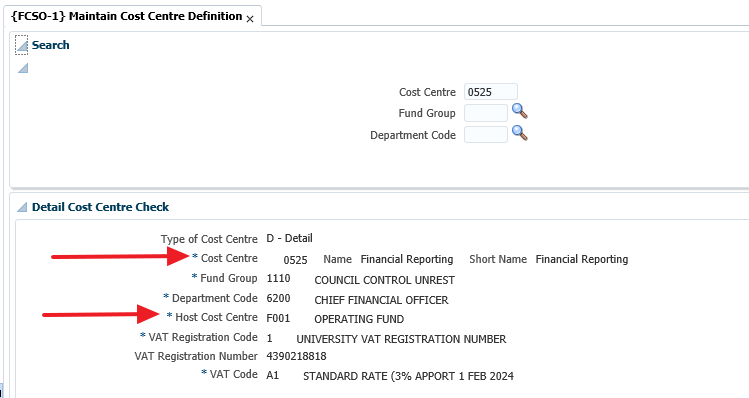 {FCSO-1} Maintain Cost Centre Definition ×
Search
Cost Centre 0525
Fund Group
Department Code
Detail Cost Centre Check
Type of Cost Centre D - Detail
* Cost Centre 0525 Name Financial Reporting Short Name Financial Reporting
* Fund Group 1110 COUNCIL CONTROL UNREST
* Department Code 6200 CHIEF FINANCIAL OFFICER
* Host Cost Centre F001 OPERATING FUND
* VAT Registration Code 1 UNIVERSITY VAT REGISTRATION NUMBER
VAT Registration Number 4390218818
* VAT Code A1 STANDARD RATE (3% APPORT 1 FEB 2024